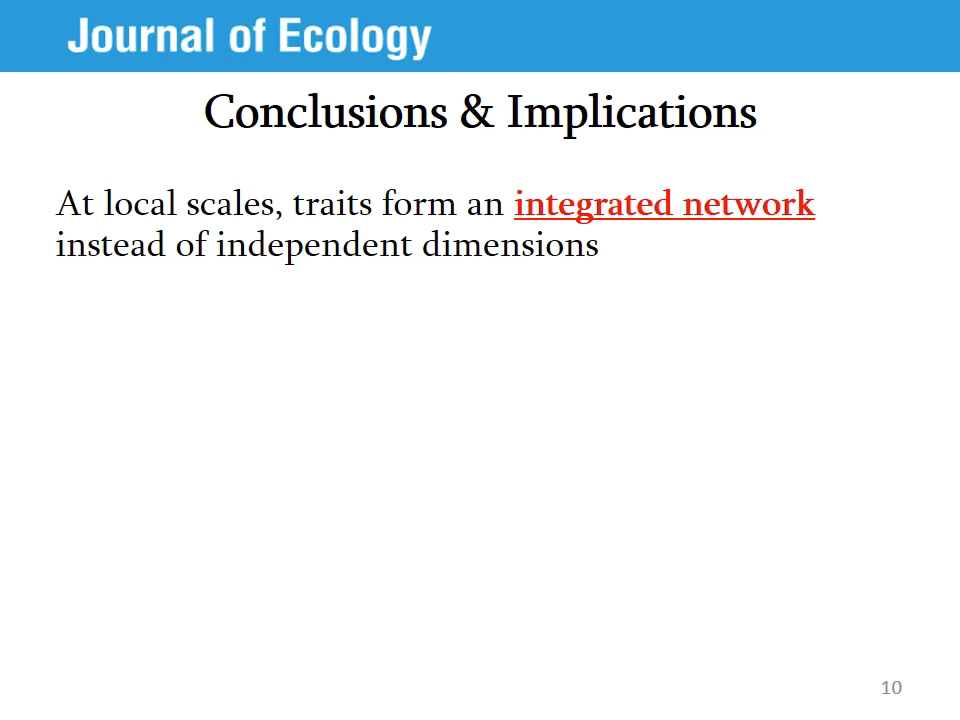 Journal of Ecology
Conclusions & Implications
At local scales, traits form an integrated network
instead of independent dimensions
10